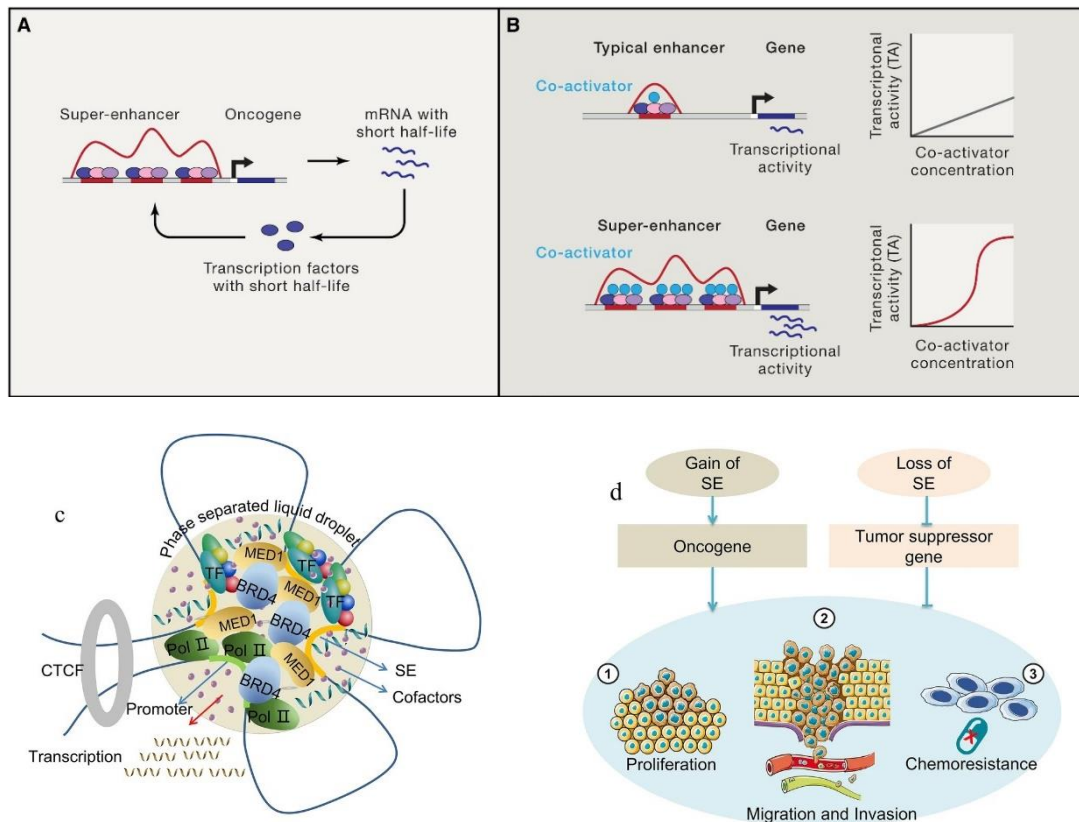 A
Super-enhancer
Oncogene
mRNA with
short half-life
Transcription factors
with short half-life
B
Typical enhancer
Gene
Co-activator
Transcriptional
activity
Transcriptonal
activity (TA)
Co-activator
concentration
Super-enhancer
Gene
Co-activator
Transcriptional
activity
Transcriptonal
activity (TA)
Co-activator
concentration
c
Phase separated liquid droplet
MED1
TF
TF
BRD4
MED1
TF
MED1
BRD4
Pol II
Pol II
MED1
BRD4
Pol II
CTCF
SE
Cofactors
Promoter
Transcription
d
Gain of
SE
Loss of
SE
Oncogene
Tumor suppressor
gene
1
Proliferation
2
Migration and Invasion
3
Chemoresistance